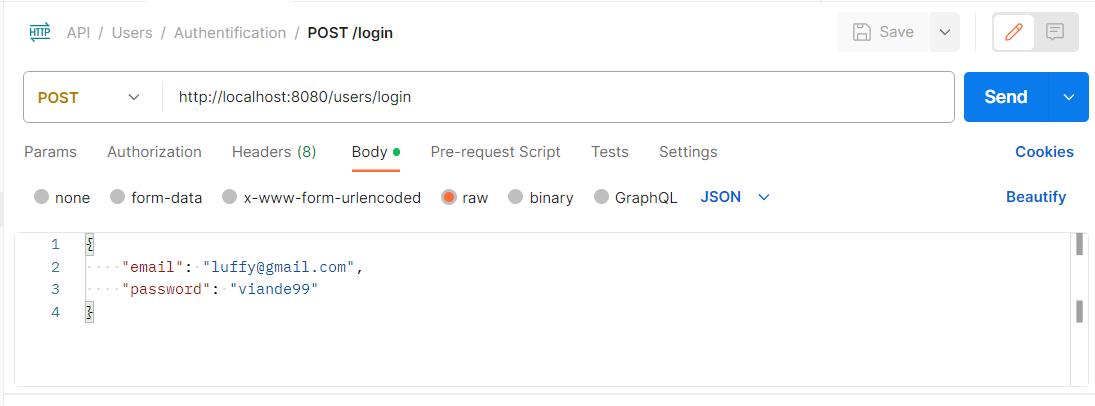 HTTP API / Users / Authentification / POST /login Save
POST http://localhost:8080/users/login Send
Params Authorization Headers (8) Body Pre-request Script Tests Settings Cookies
none form-data x-www-form-urlencoded raw binary GraphQL JSON Beautify
1 {
2 "email": "luffy@gmail.com",
3 "password": "viande99"
4 }